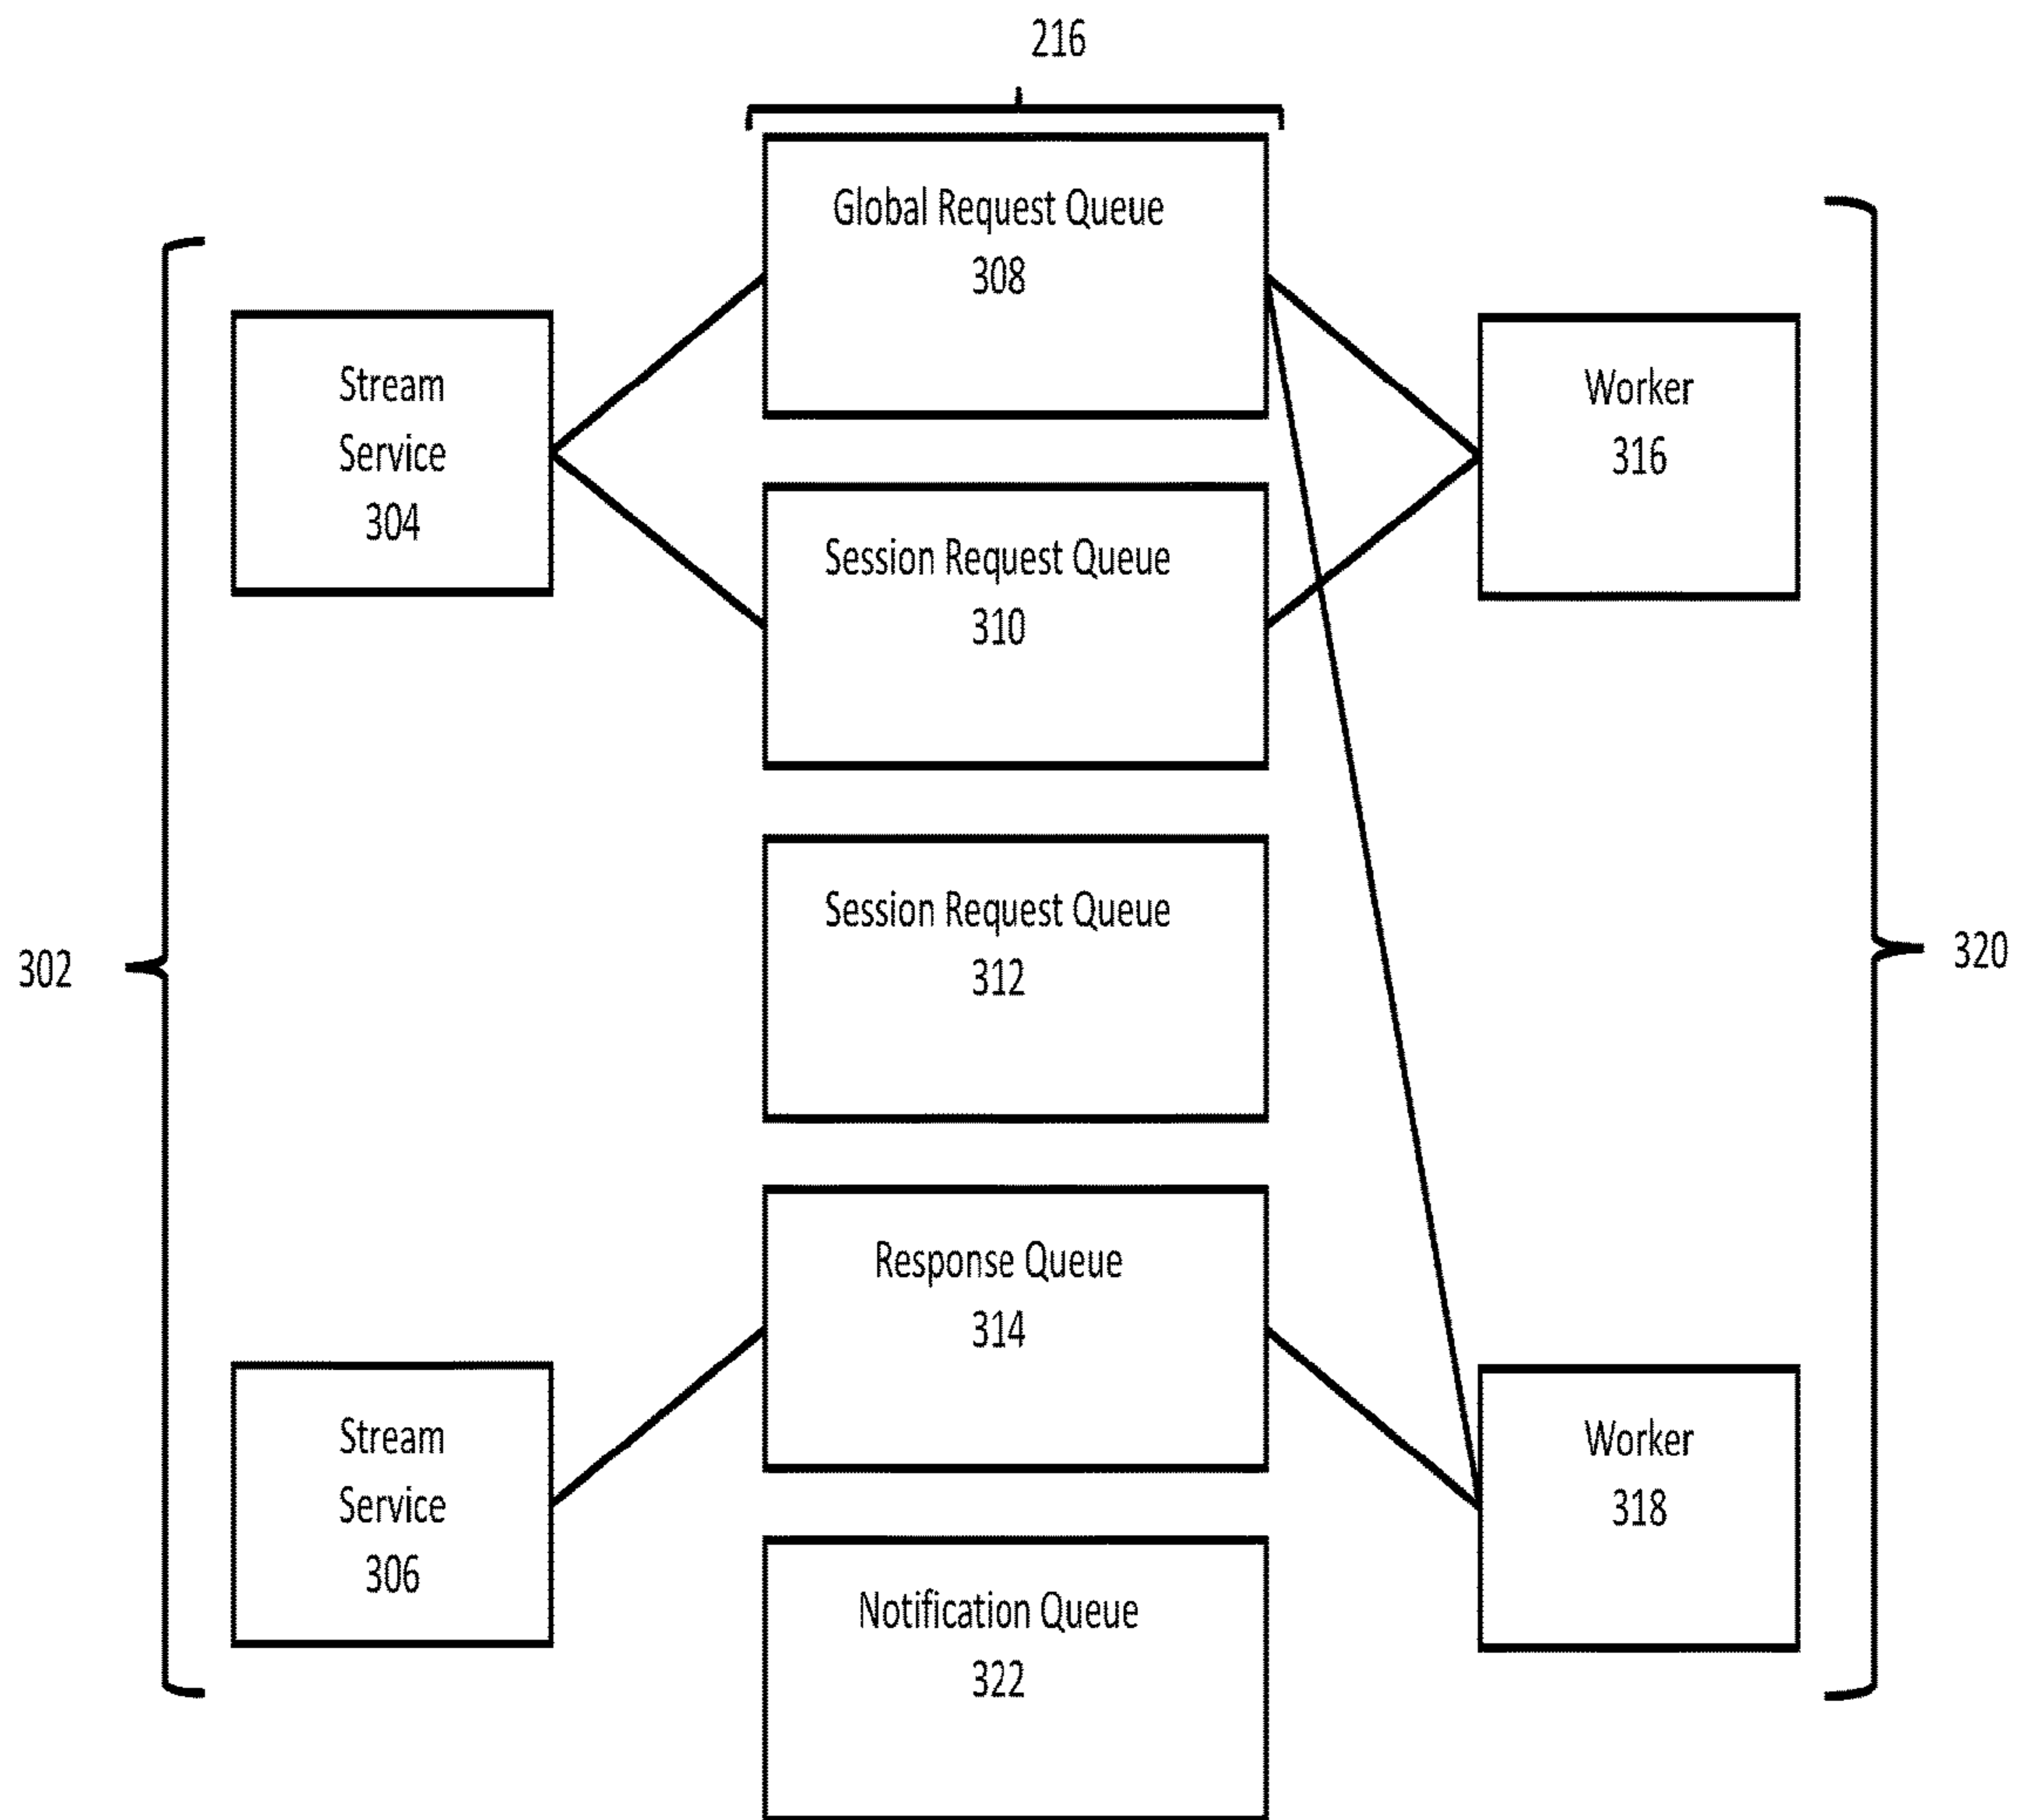 216
Global Request Queue
308
Stream
Service
304
Worker
316
Session Request Queue
310
Session Request Queue
312
302
320
Response Queue
314
Stream
Service
306
Worker
318
Notification Queue
322